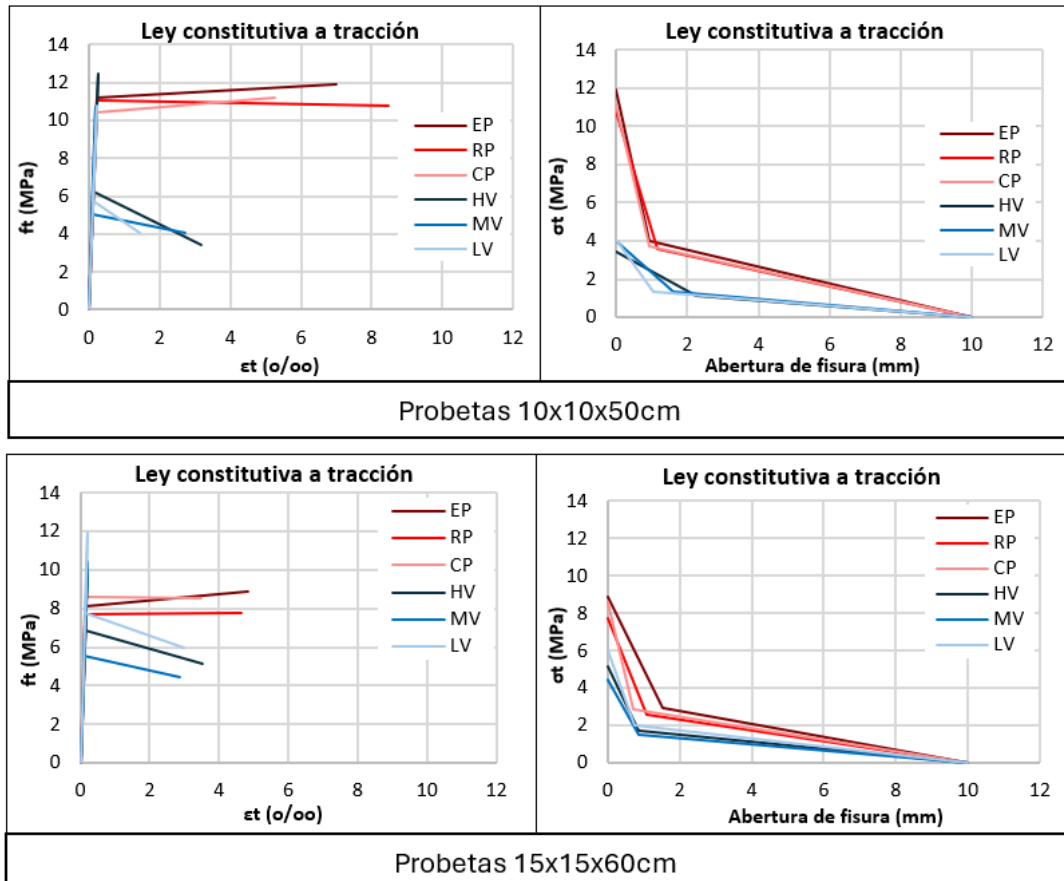 Ley constitutiva a tracción
14
12
10
8
6
4
2
0
ft (MPa)
EP
RP
CP
HV
MV
LV
0 2 4 6 8 10 12
εt (o/oo)
Ley constitutiva a tracción
14
12
10
8
6
4
2
0
σt (MPa)
EP
RP
CP
HV
MV
LV
0 2 4 6 8 10 12
Abertura de fisura (mm)
Probetas 10x10x50cm
Ley constitutiva a tracción
14
12
10
8
6
4
2
0
ft (MPa)
EP
RP
CP
HV
MV
LV
0 2 4 6 8 10 12
εt (o/oo)
Ley constitutiva a tracción
14
12
10
8
6
4
2
0
σt (MPa)
EP
RP
CP
HV
MV
LV
0 2 4 6 8 10 12
Abertura de fisura (mm)
Probetas 15x15x60cm